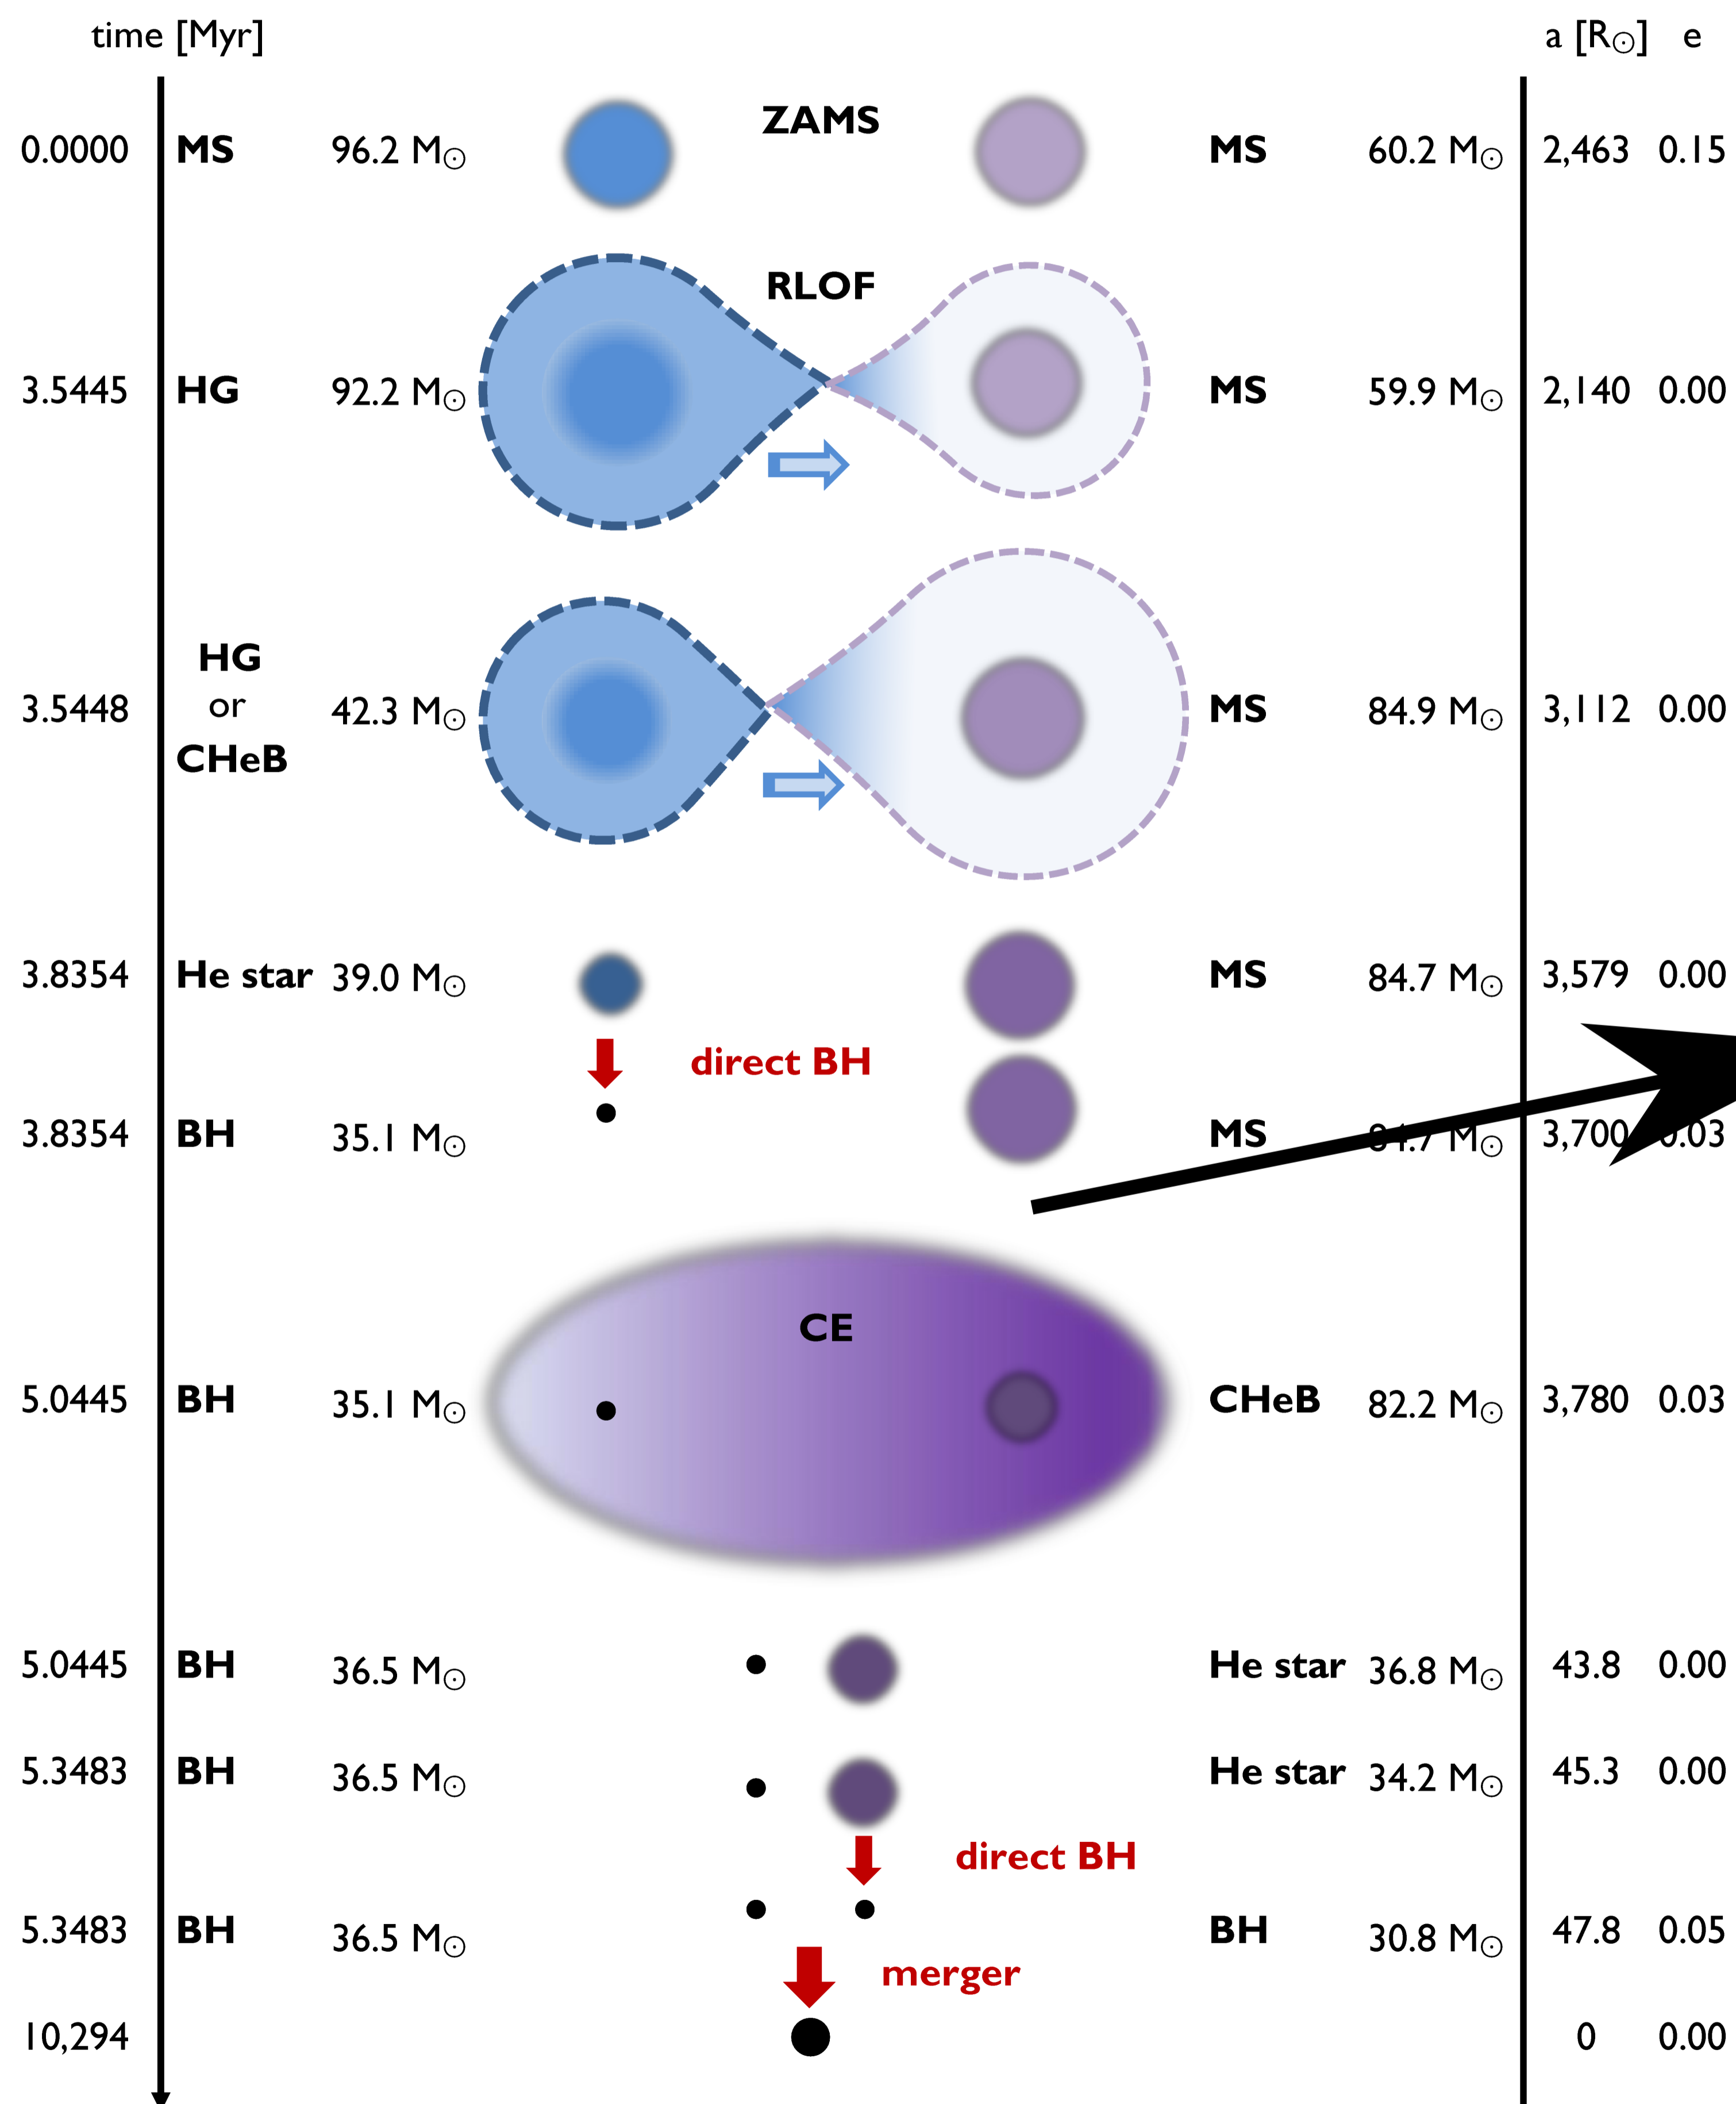 time [Myr] a [R☉] e
ZAMS
0.0000 MS 96.2 M☉ MS 60.2 M☉ 2,463 0.15
RLOF
3.5445 HG 92.2 M☉ MS 59.9 M☉ 2,140 0.00
HG
3.5448 or 42.3 M☉ MS 84.9 M☉ 3,112 0.00
CHeB
3.8354 He star 39.0 M☉ MS 84.7 M☉ 3,579 0.00
direct BH
3.8354 BH 35.1 M☉ MS 84.7 M☉ 3,700 0.03
CE
5.0445 BH 35.1 M☉ CHeB 82.2 M☉ 3,780 0.03
5.0445 BH 36.5 M☉ He star 36.8 M☉ 43.8 0.00
5.3483 BH 36.5 M☉ He star 34.2 M☉ 45.3 0.00
direct BH
5.3483 BH 36.5 M☉ BH 30.8 M☉ 47.8 0.05
merger
10,294 0 0.00